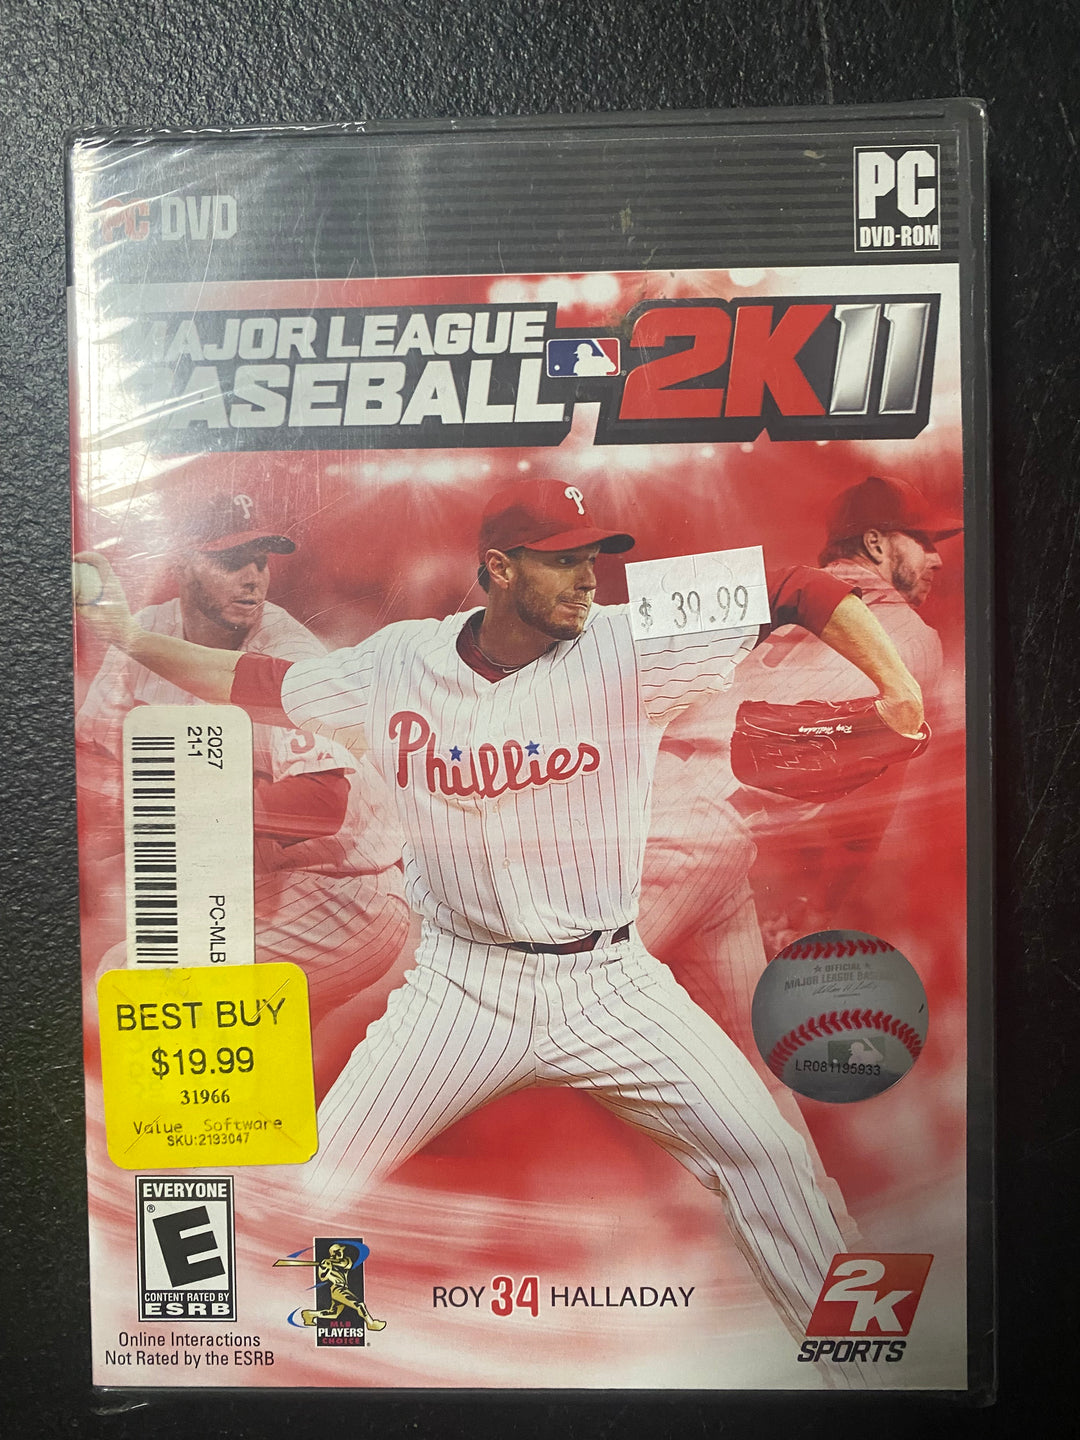 PC DVD
PC
DVD-ROM
MAJOR LEAGUE
BASEBALL
2K11
P
P
$ 39.99
Phillies
2027
21-1
PC-MLB
BEST BUY
$19.99
31966
Value Software
SKU:2193047
OFFICIAL
MAJOR LEAGUE
LR081195933
EVERYONE
E
CONTENT RATED BY
ESRB
Online Interactions
Not Rated by the ESRB
MLB
PLAYERS
CHOICE
ROY 34 HALLADAY
2K
SPORTS